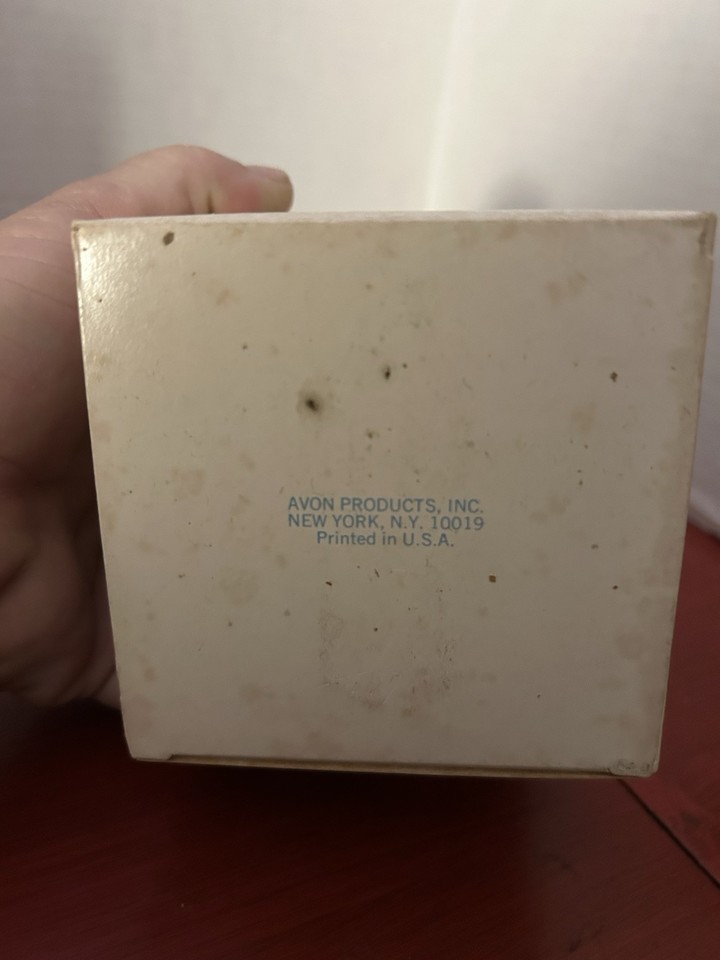 AVON PRODUCTS, INC.
NEW YORK, N.Y. 10019
Printed in U.S.A.